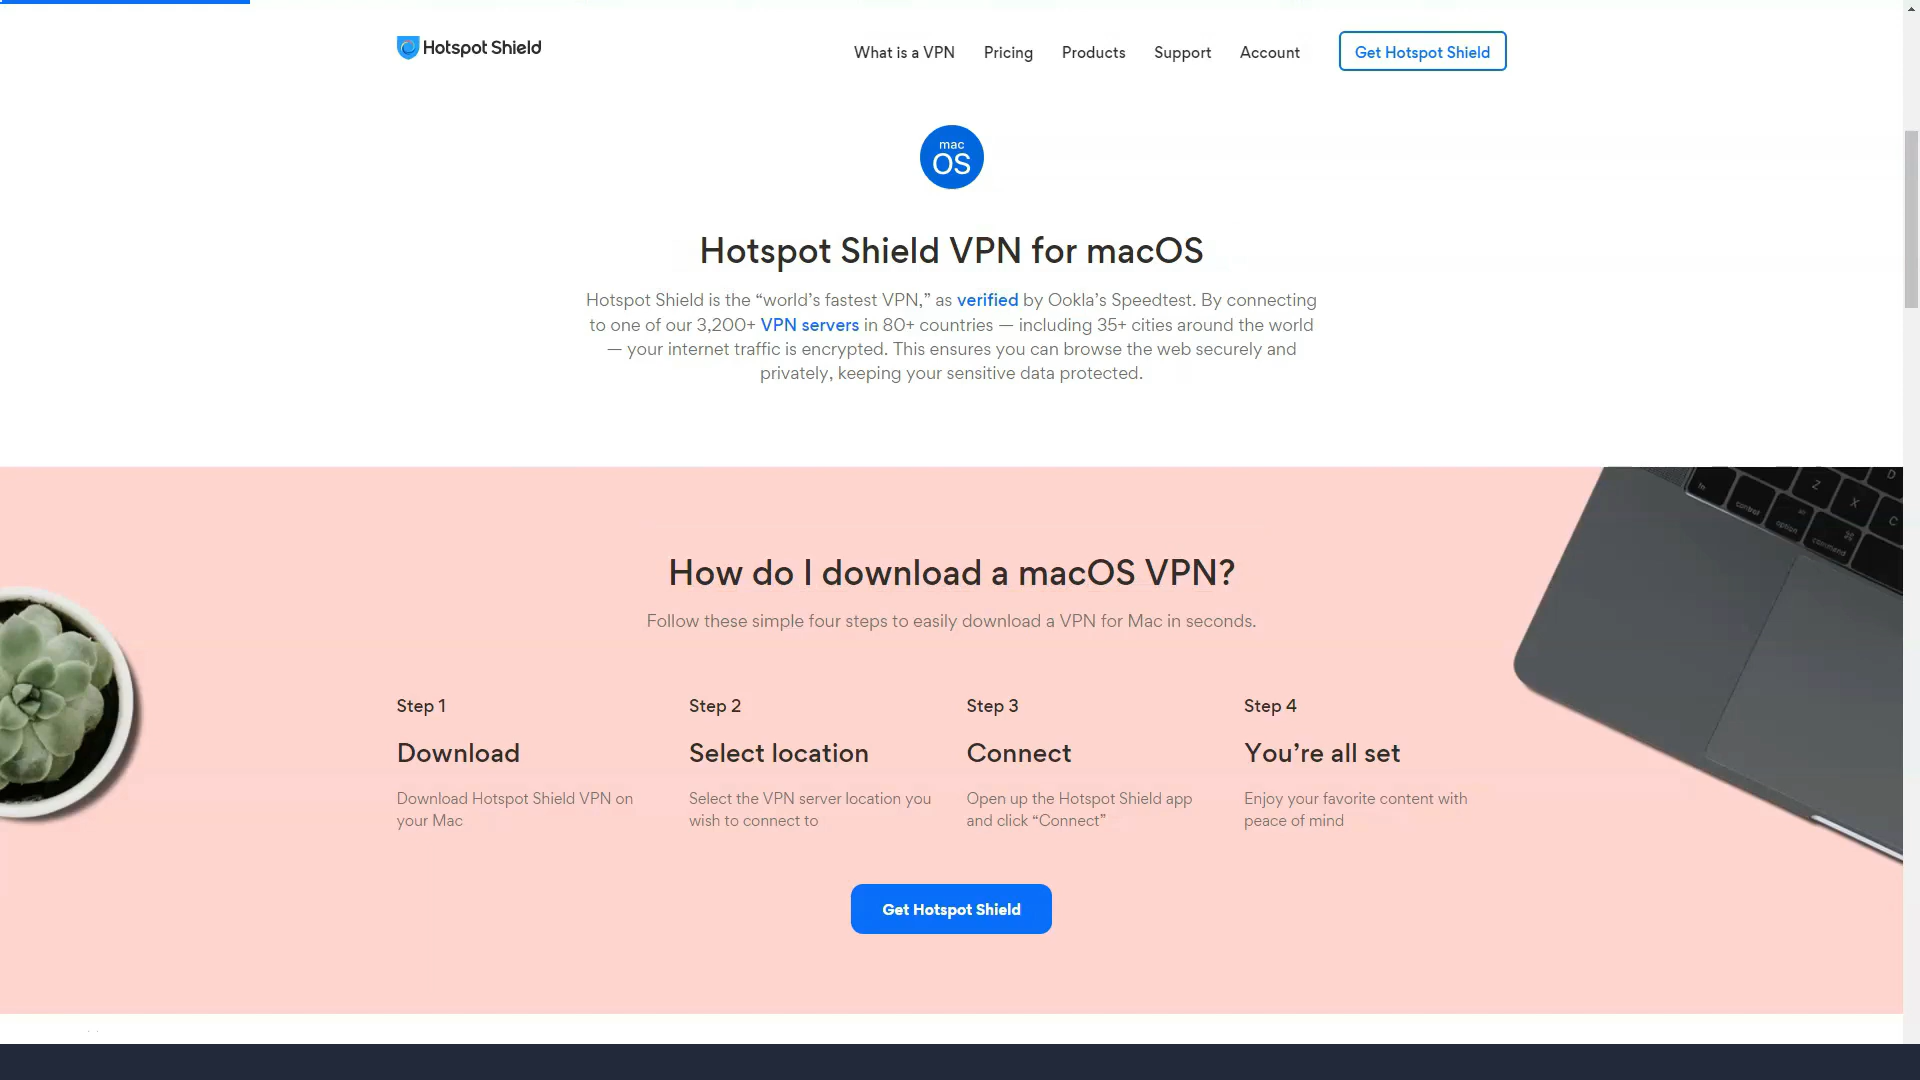 Hotspot Shield
What is a VPN
Pricing
Products
Support
Account
Get Hotspot Shield
mac
OS
Hotspot Shield VPN for macOS
Hotspot Shield is the “world’s fastest VPN,” as verified by Ookla’s Speedtest. By connecting
to one of our 3,200+ VPN servers in 80+ countries — including 35+ cities around the world
— your internet traffic is encrypted. This ensures you can browse the web securely and
privately, keeping your sensitive data protected.
How do I download a macOS VPN?
Follow these simple four steps to easily download a VPN for Mac in seconds.
Step 1
Download
Download Hotspot Shield VPN on
your Mac
Step 2
Select location
Select the VPN server location you
wish to connect to
Step 3
Connect
Open up the Hotspot Shield app
and click “Connect”
Step 4
You’re all set
Enjoy your favorite content with
peace of mind
Get Hotspot Shield
D
Z
X
C
fn
control
option
command